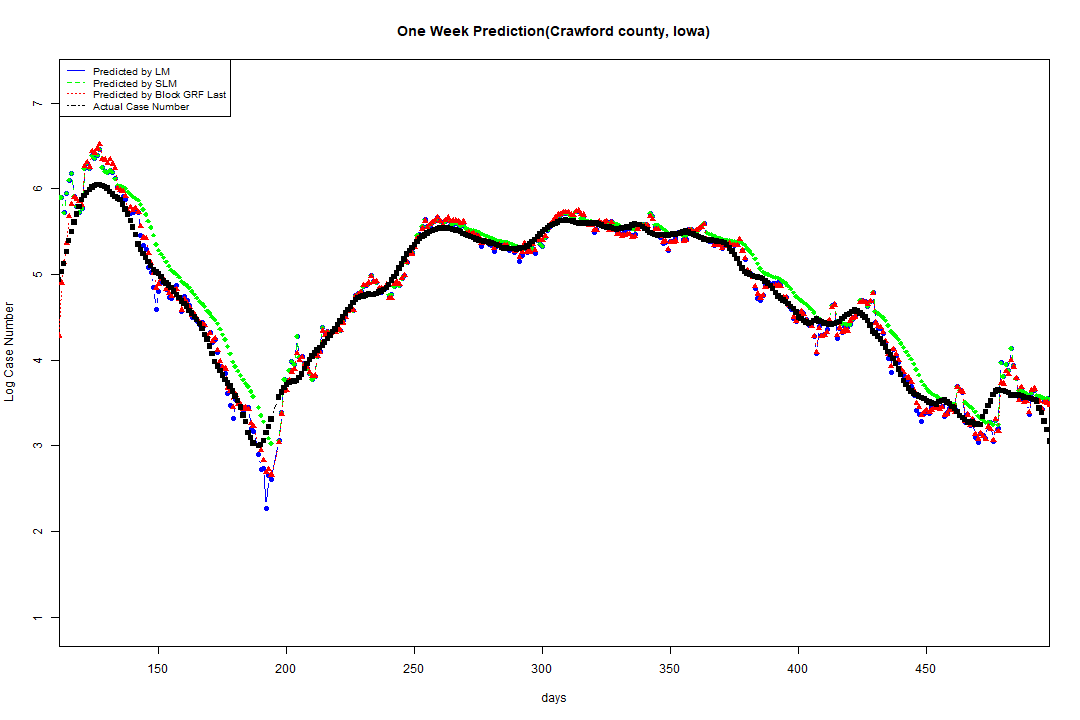 One Week Prediction(Crawford county, Iowa)
Predicted by LM
Predicted by SLM
Predicted by Block GRF Last
Actual Case Number
7
6
5
4
3
2
1
Log Case Number
150 200 250 300 350 400 450
days